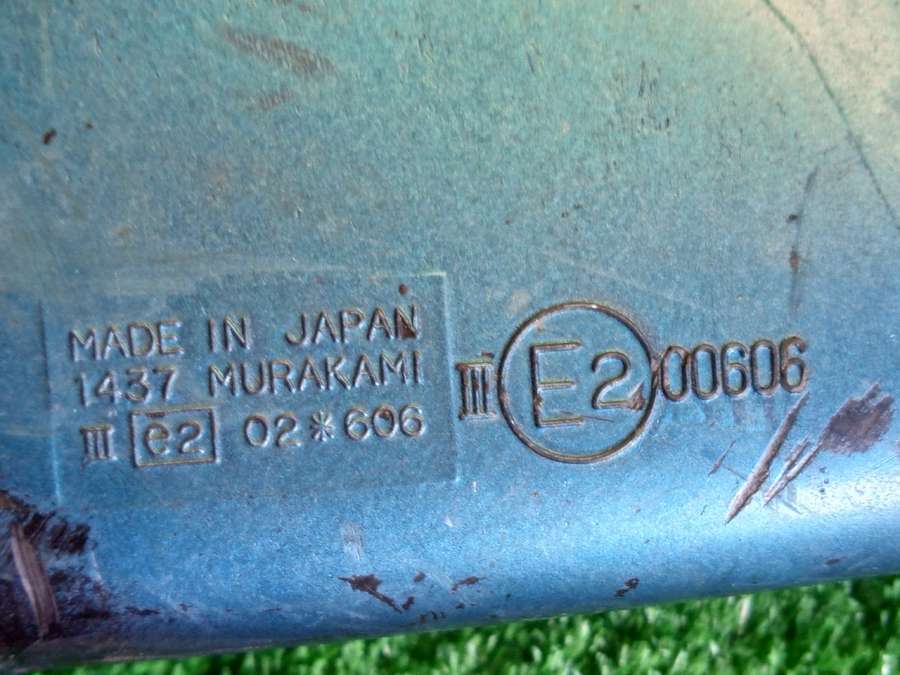 MADE IN JAPAN
1437 MURAKAMI
III e2 02*606
III E2 00606